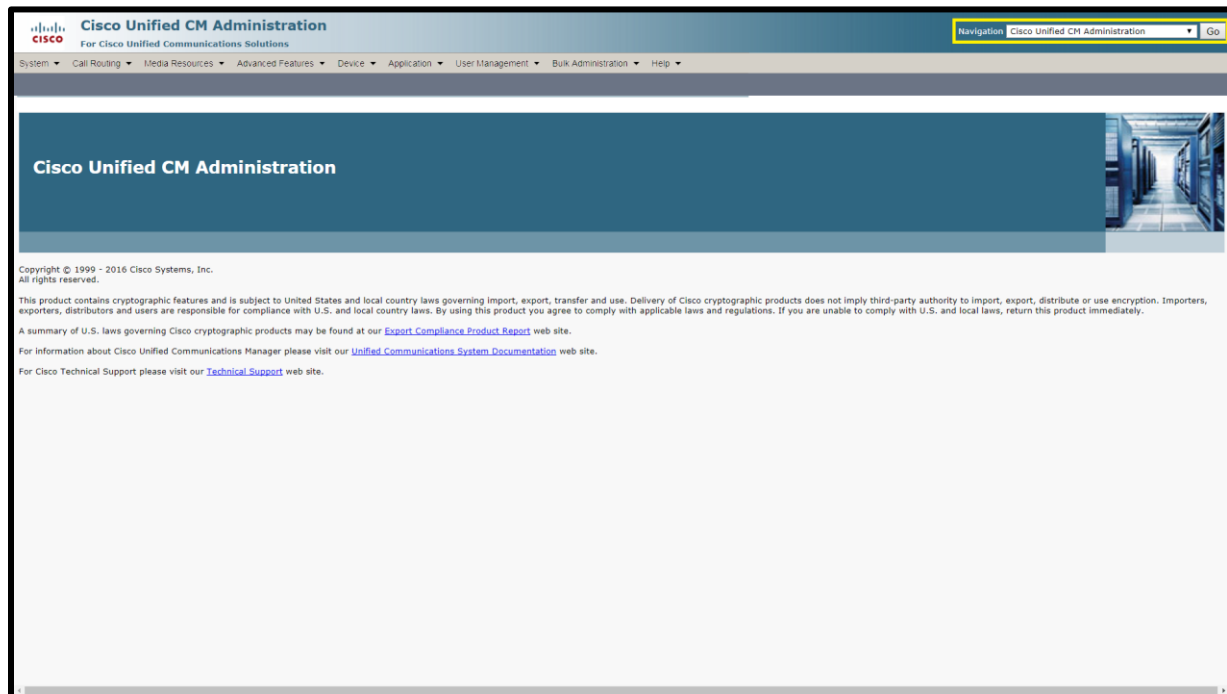 Cisco Unified CM Administration
CISCO
For Cisco Unified Communications Solutions
Navigation Cisco Unified CM Administration Go
System Call Routing Media Resources Advanced Features Device Application User Management Bulk Administration Help
Cisco Unified CM Administration
Copyright © 1999 - 2016 Cisco Systems, Inc.
All rights reserved.
This product contains cryptographic features and is subject to United States and local country laws governing import, export, transfer and use. Delivery of Cisco cryptographic products does not imply third-party authority to import, export, distribute or use encryption. Importers,
exporters, distributors and users are responsible for compliance with U.S. and local country laws. By using this product you agree to comply with applicable laws and regulations. If you are unable to comply with U.S. and local laws, return this product immediately.
A summary of U.S. laws governing Cisco cryptographic products may be found at our Export Compliance Product Report web site.
For information about Cisco Unified Communications Manager please visit our Unified Communications System Documentation web site.
For Cisco Technical Support please visit our Technical Support web site.